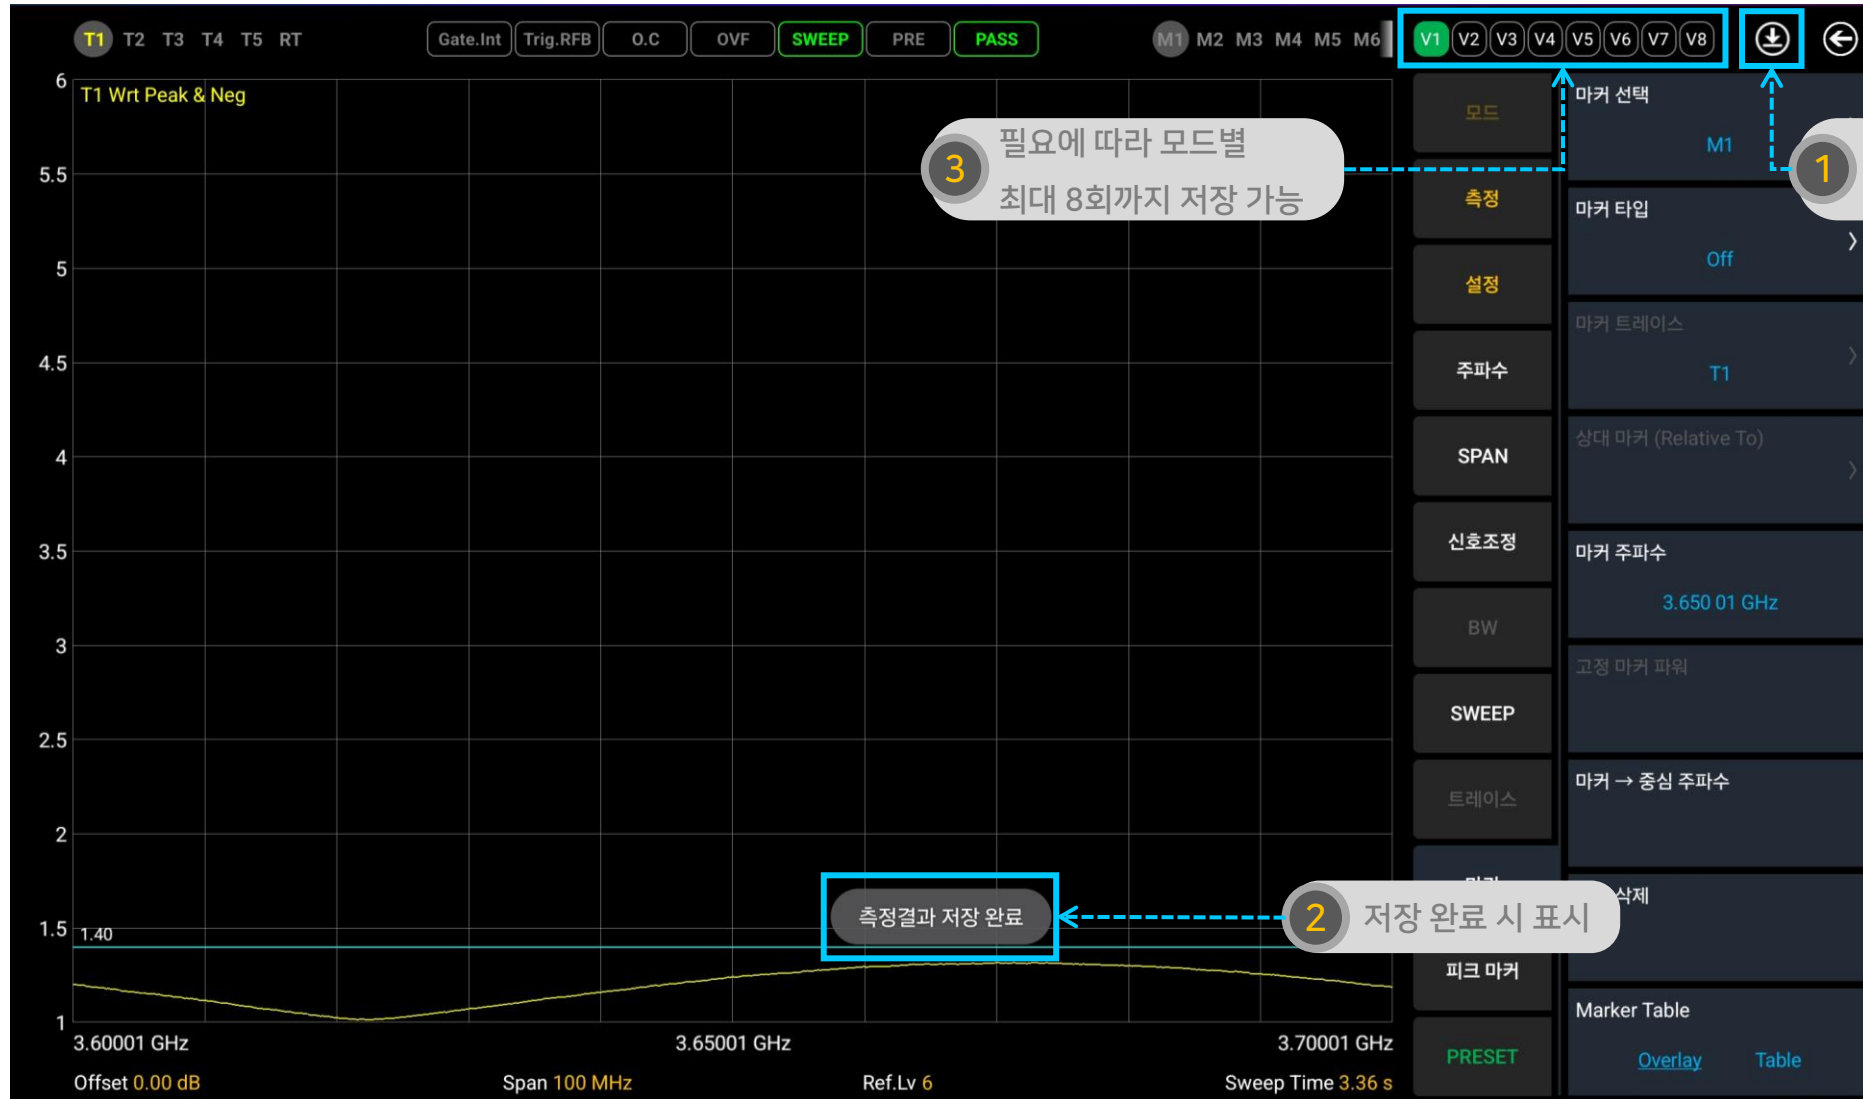 T1 T2 T3 T4 T5 RT
Gate.Int Trig.RFB O.C OVF SWEEP PRE PASS
M1 M2 M3 M4 M5 M6
V1 V2 V3 V4 V5 V6 V7 V8
T1 Wrt Peak & Neg
6
5.5
5
4.5
4
3.5
3
2.5
2
1.5
1
1.40
3.60001 GHz
3.65001 GHz
3.70001 GHz
Offset 0.00 dB
Span 100 MHz
Ref.Lv 6
Sweep Time 3.36 s
3
필요에 따라 모드별
최대 8회까지 저장 가능
1
측정결과 저장 완료
2
저장 완료 시 표시
모드
측정
설정
주파수
SPAN
신호조정
BW
SWEEP
트레이스
피크 마커
PRESET
마커 선택
M1
마커 타입
Off
마커 트레이스
T1
상대 마커 (Relative To)
마커 주파수
3.650 01 GHz
고정 마커 파워
마커 → 중심 주파수
삭제
Marker Table
Overlay Table